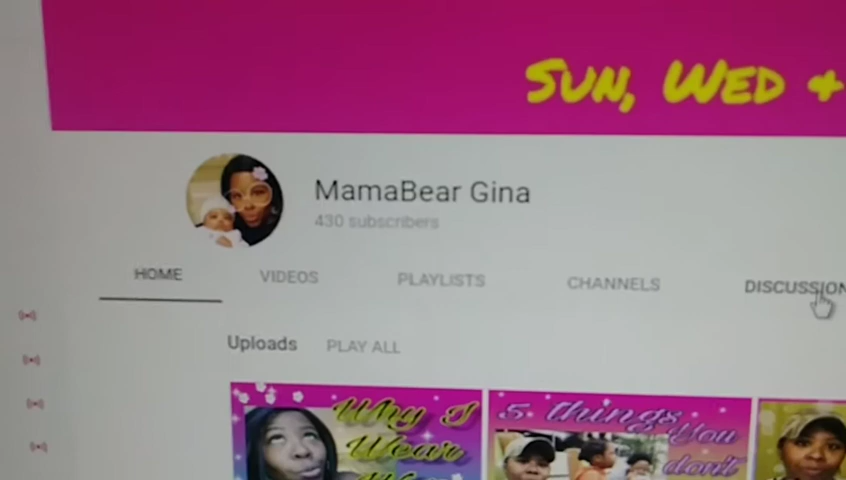 SUN, WED +
MamaBear Gina
430 subscribers
HOME VIDEOS PLAYLISTS CHANNELS DISCUSSION
Uploads PLAY ALL
Why I
Wear
5 things
You
don't